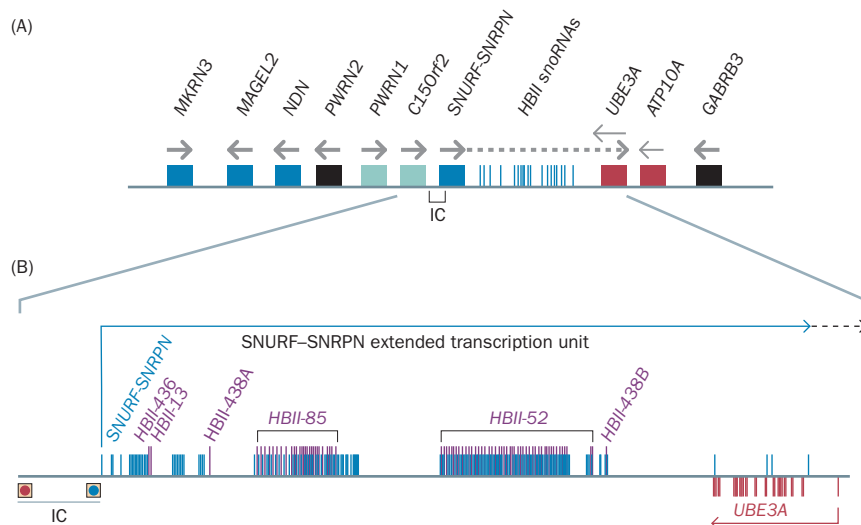 (A)
MKRN3
MAGEL2
NDN
PWRN2
PWRN1
C15Orf2
SNURF-SNRPN
HBII snoRNAs
UBE3A
ATP10A
GABRB3
IC
(B)
SNURF–SNRPN extended transcription unit
SNURF-SNRPN
HBII-436
HBII-13
HBII-438A
HBII-85
HBII-52
HBII-438B
IC
UBE3A